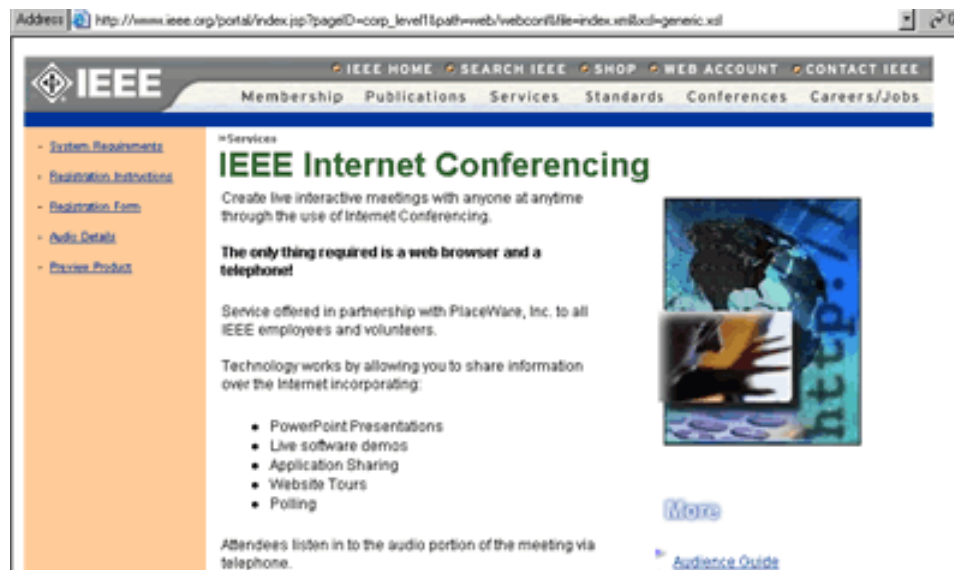 Address http://www.ieee.org/portal/index.jsp?pageID=corp_level1&path=web/webconf&file=index.xml&xsl=generic.xsl
IEEE
IEEE HOME SEARCH IEEE SHOP WEB ACCOUNT CONTACT IEEE
Membership Publications Services Standards Conferences Careers/Jobs
- System Requirements
- Registration Instructions
- Registration Form
- Audio Details
- Preview Product
»Services
IEEE Internet Conferencing
Create live interactive meetings with anyone at anytime
through the use of Internet Conferencing.
The only thing required is a web browser and a
telephone!
Service offered in partnership with PlaceWare, Inc. to all
IEEE employees and volunteers.
Technology works by allowing you to share information
over the Internet incorporating:
• PowerPoint Presentations
• Live software demos
• Application Sharing
• Website Tours
• Polling
Attendees listen in to the audio portion of the meeting via
telephone.
http://
More
Audience Guide